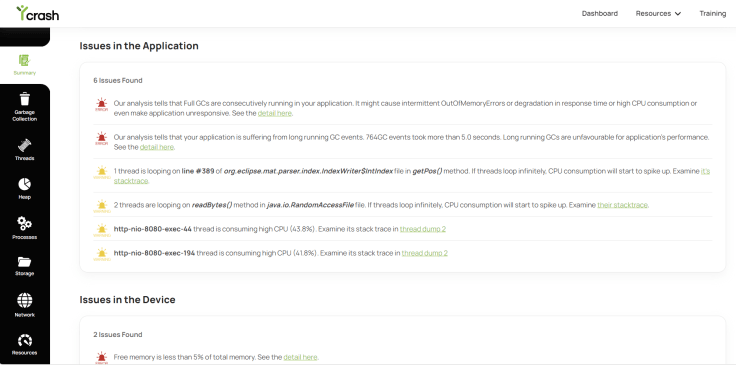 ycrash
Dashboard
Resources
Training
Summary
Garbage
Collection
Threads
Heap
Processes
Storage
Network
Resources
Issues in the Application
6 Issues Found
ERROR
Our analysis tells that Full GCs are consecutively running in your application. It might cause intermittent OutOfMemoryErrors or degradation in response time or high CPU consumption or
even make application unresponsive. See the detail here.
ERROR
Our analysis tells that your application is suffering from long running GC events. 764GC events took more than 5.0 seconds. Long running GCs are unfavourable for application's performance.
See the detail here.
1 thread is looping on line #389 of org.eclipse.mat.parser.index.IndexWriter$IntIndex file in getPos() method. If threads loop infinitely, CPU consumption will start to spike up. Examine it's
stacktrace.
2 threads are looping on readBytes() method in java.io.RandomAccessFile file. If threads loop infinitely, CPU consumption will start to spike up. Examine their stacktrace.
http-nio-8080-exec-44 thread is consuming high CPU (43.8%). Examine its stack trace in thread dump 2
http-nio-8080-exec-194 thread is consuming high CPU (41.8%). Examine its stack trace in thread dump 2
Issues in the Device
2 Issues Found
ERROR
Free memory is less than 5% of total memory. See the detail here.